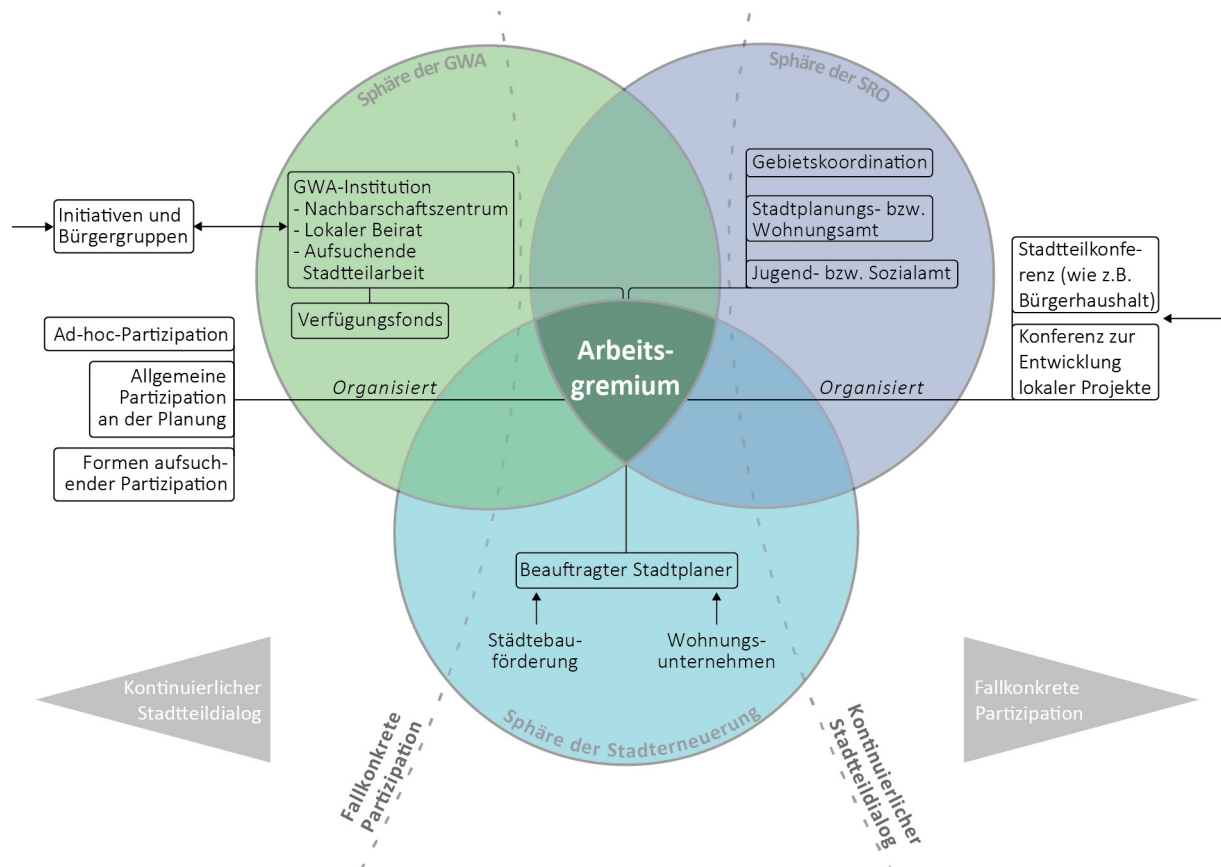 Sphäre der GWA
Sphäre der SRO
Gebietskoordination
GWA-Institution
- Nachbarschaftszentrum
- Lokaler Beirat
- Aufsuchende
Stadtteilarbeit
Initiativen und
Bürgergruppen
Stadtplanungs- bzw.
Wohnungsamt
Jugend- bzw. Sozialamt
Stadtteilkonfe-
renz (wie z.B.
Bürgerhaushalt)
Verfügungsfonds
Ad-hoc-Partizipation
Allgemeine
Partizipation
an der Planung
Formen aufsuch-
ender Partizipation
Organisiert
Arbeits-
gremium
Organisiert
Konferenz zur
Entwicklung
lokaler Projekte
Beauftragter Stadtplaner
Städtebau-
förderung
Wohnungs-
unternehmen
Kontinuierlicher
Stadtteildialog
Fallkonkrete
Partizipation
Sphäre der Stadterneuerung
Fallkonkrete
Partizipation
Kontinuierlicher
Stadtteildialog